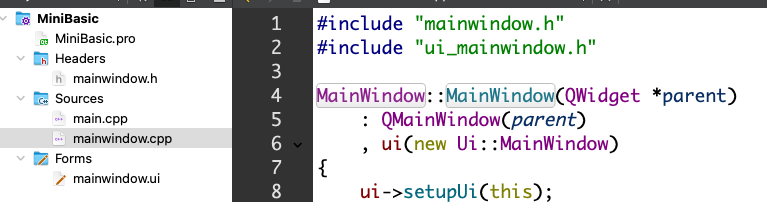 MiniBasic
MiniBasic.pro
Headers
mainwindow.h
Sources
main.cpp
mainwindow.cpp
Forms
mainwindow.ui
1 #include "mainwindow.h"
2 #include "ui_mainwindow.h"
3
4 MainWindow::MainWindow(QWidget *parent)
5 : QMainWindow(parent)
6 , ui(new Ui::MainWindow)
7 {
8 ui->setupUi(this);